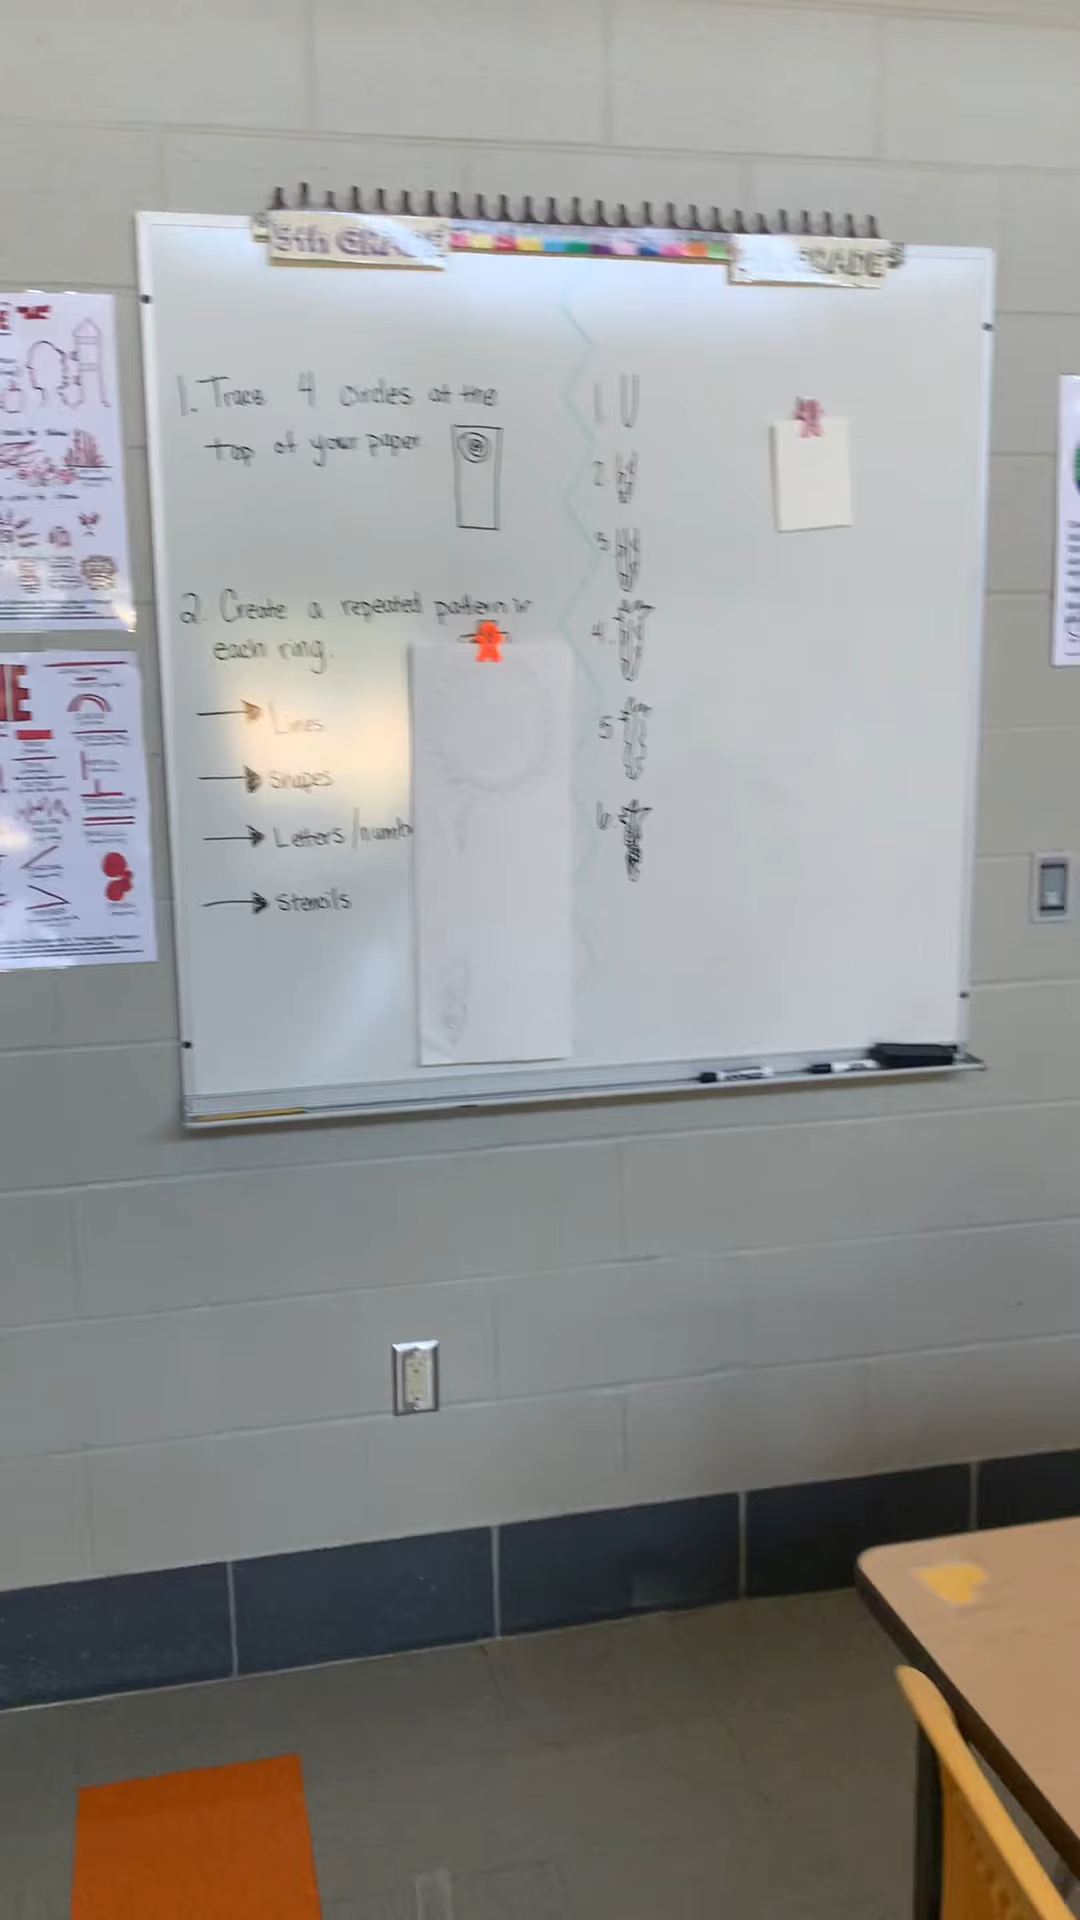 5th GRADE
GRADE
1. Trace 4 circles at the
top of your paper.
2. Create a repeated pattern in
each ring.
Lines
Shapes
Letters/numb
Stencils
1.
2.
3.
4.
5.
6.